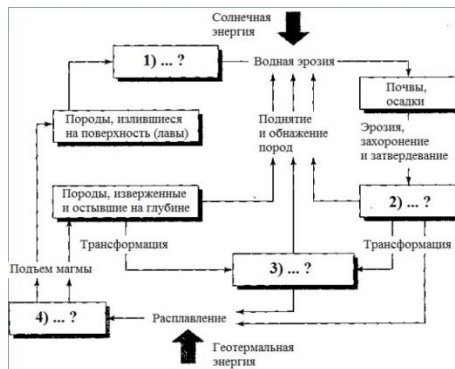 Солнечная
энергия
1) ... ?
Водная эрозия
Почвы,
осадки
Породы, излившиеся
на поверхность (лавы)
Поднятие
и обнажение
пород
Эрозия,
захоронение
и затвердевание
Породы, изверженные
и остывшие на глубине
2) ... ?
Трансформация
Трансформация
3) ... ?
Подъем магмы
4) ... ?
Расплавление
Геотермальная
энергия